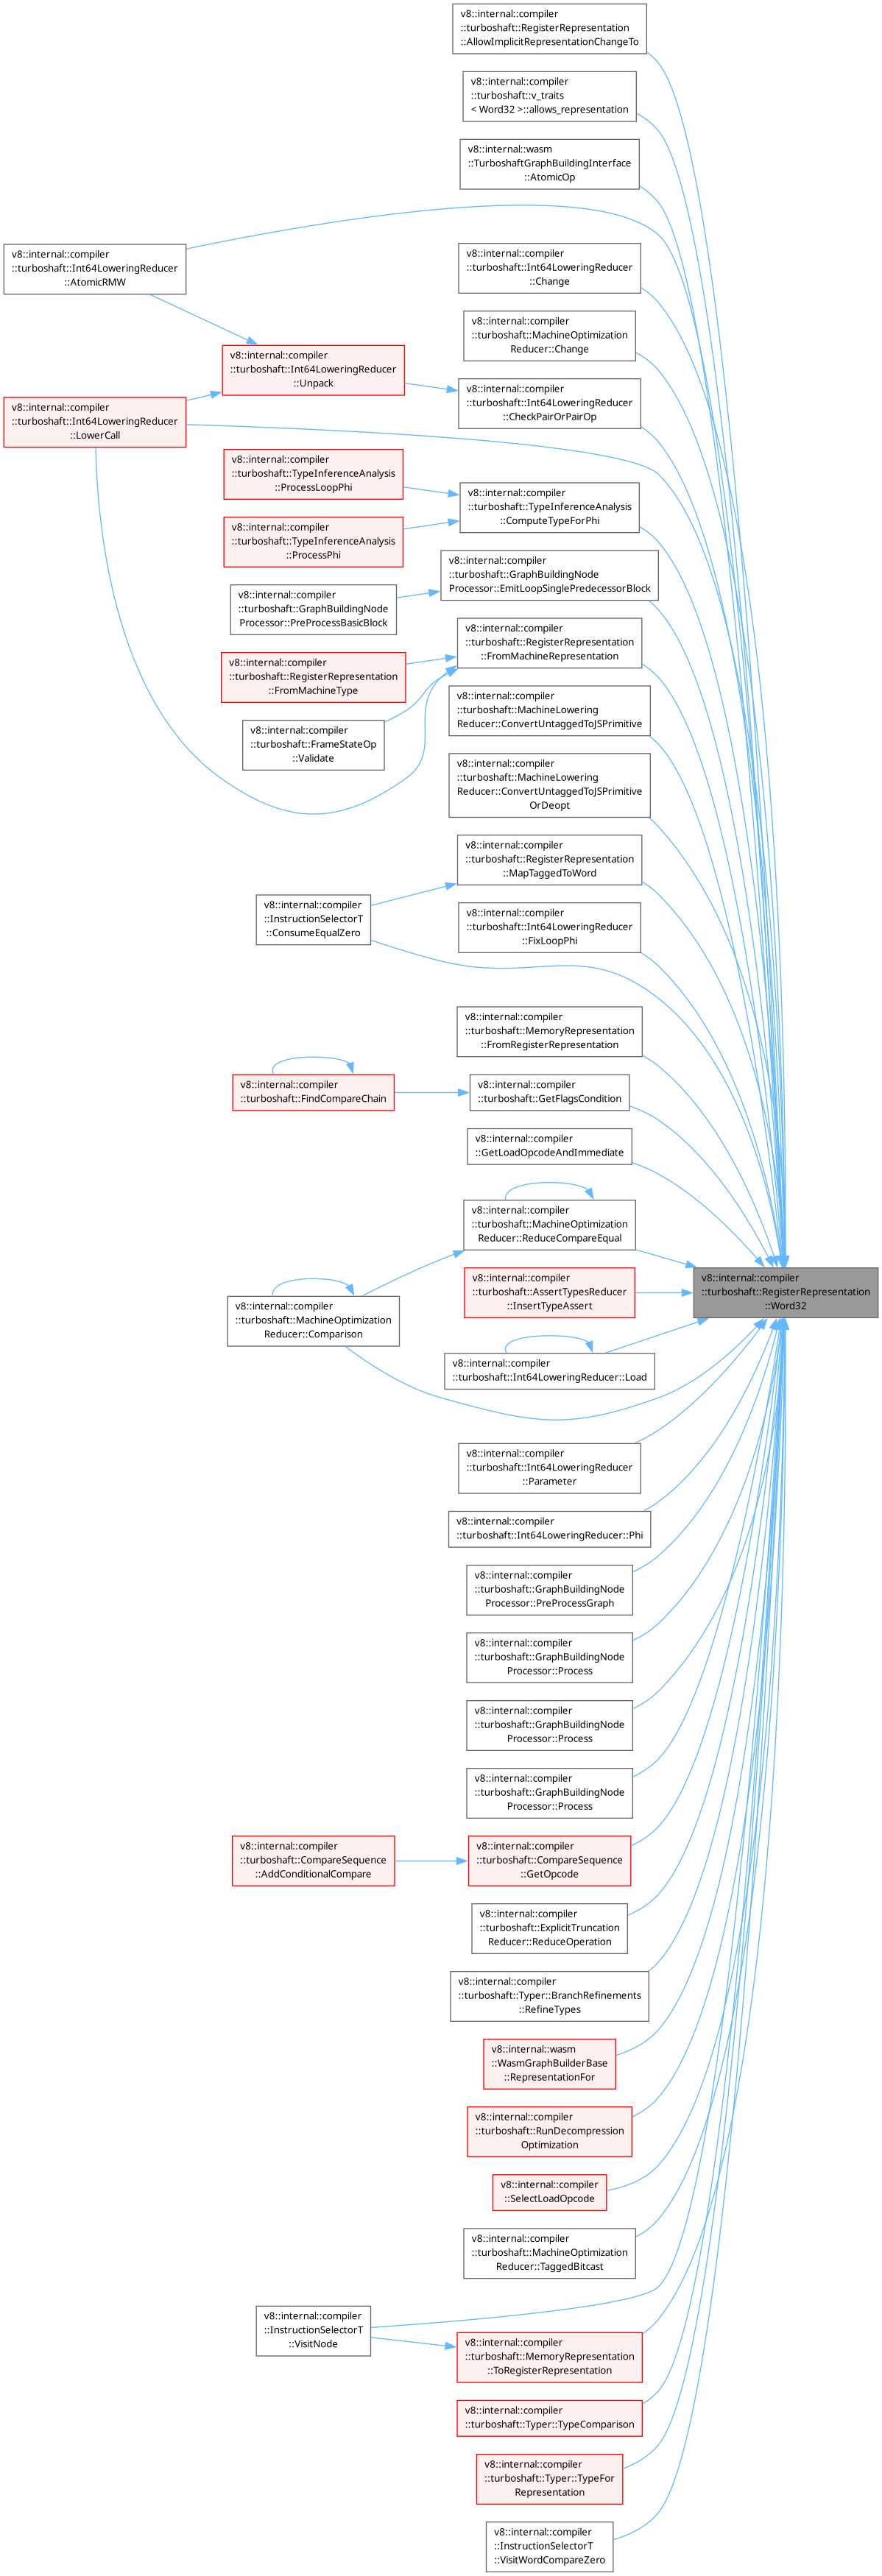 v8::internal::compiler
::turboshaft::RegisterRepresentation
::AllowImplicitRepresentationChangeTo
v8::internal::compiler
::turboshaft::v_traits
< Word32 >::allows_representation
v8::internal::wasm
::TurboshaftGraphBuildingInterface
::AtomicOp
v8::internal::compiler
::turboshaft::Int64LoweringReducer
::AtomicRMW
v8::internal::compiler
::turboshaft::Int64LoweringReducer
::Change
v8::internal::compiler
::turboshaft::MachineOptimization
Reducer::Change
v8::internal::compiler
::turboshaft::Int64LoweringReducer
::Unpack
v8::internal::compiler
::turboshaft::Int64LoweringReducer
::CheckPairOrPairOp
v8::internal::compiler
::turboshaft::Int64LoweringReducer
::LowerCall
v8::internal::compiler
::turboshaft::TypeInferenceAnalysis
::ProcessLoopPhi
v8::internal::compiler
::turboshaft::TypeInferenceAnalysis
::ComputeTypeForPhi
v8::internal::compiler
::turboshaft::TypeInferenceAnalysis
::ProcessPhi
v8::internal::compiler
::turboshaft::GraphBuildingNode
Processor::EmitLoopSinglePredecessorBlock
v8::internal::compiler
::turboshaft::GraphBuildingNode
Processor::PreProcessBasicBlock
v8::internal::compiler
::turboshaft::RegisterRepresentation
::FromMachineRepresentation
v8::internal::compiler
::turboshaft::RegisterRepresentation
::FromMachineType
v8::internal::compiler
::turboshaft::FrameStateOp
::Validate
v8::internal::compiler
::turboshaft::MachineLowering
Reducer::ConvertUntaggedToJSPrimitive
v8::internal::compiler
::turboshaft::MachineLowering
Reducer::ConvertUntaggedToJSPrimitive
OrDeopt
v8::internal::compiler
::turboshaft::RegisterRepresentation
::MapTaggedToWord
v8::internal::compiler
::InstructionSelectorT
::ConsumeEqualZero
v8::internal::compiler
::turboshaft::Int64LoweringReducer
::FixLoopPhi
v8::internal::compiler
::turboshaft::MemoryRepresentation
::FromRegisterRepresentation
v8::internal::compiler
::turboshaft::FindCompareChain
v8::internal::compiler
::turboshaft::GetFlagsCondition
v8::internal::compiler
::GetLoadOpcodeAndImmediate
v8::internal::compiler
::turboshaft::MachineOptimization
Reducer::ReduceCompareEqual
v8::internal::compiler
::turboshaft::RegisterRepresentation
::Word32
v8::internal::compiler
::turboshaft::AssertTypesReducer
::InsertTypeAssert
v8::internal::compiler
::turboshaft::MachineOptimization
Reducer::Comparison
v8::internal::compiler
::turboshaft::Int64LoweringReducer::Load
v8::internal::compiler
::turboshaft::Int64LoweringReducer
::Parameter
v8::internal::compiler
::turboshaft::Int64LoweringReducer::Phi
v8::internal::compiler
::turboshaft::GraphBuildingNode
Processor::PreProcessGraph
v8::internal::compiler
::turboshaft::GraphBuildingNode
Processor::Process
v8::internal::compiler
::turboshaft::GraphBuildingNode
Processor::Process
v8::internal::compiler
::turboshaft::GraphBuildingNode
Processor::Process
v8::internal::compiler
::turboshaft::CompareSequence
::AddConditionalCompare
v8::internal::compiler
::turboshaft::CompareSequence
::GetOpcode
v8::internal::compiler
::turboshaft::ExplicitTruncation
Reducer::ReduceOperation
v8::internal::compiler
::turboshaft::Typer::BranchRefinements
::RefineTypes
v8::internal::wasm
::WasmGraphBuilderBase
::RepresentationFor
v8::internal::compiler
::turboshaft::RunDecompression
Optimization
v8::internal::compiler
::SelectLoadOpcode
v8::internal::compiler
::turboshaft::MachineOptimization
Reducer::TaggedBitcast
v8::internal::compiler
::InstructionSelectorT
::VisitNode
v8::internal::compiler
::turboshaft::MemoryRepresentation
::ToRegisterRepresentation
v8::internal::compiler
::turboshaft::Typer::TypeComparison
v8::internal::compiler
::turboshaft::Typer::TypeFor
Representation
v8::internal::compiler
::InstructionSelectorT
::VisitWordCompareZero